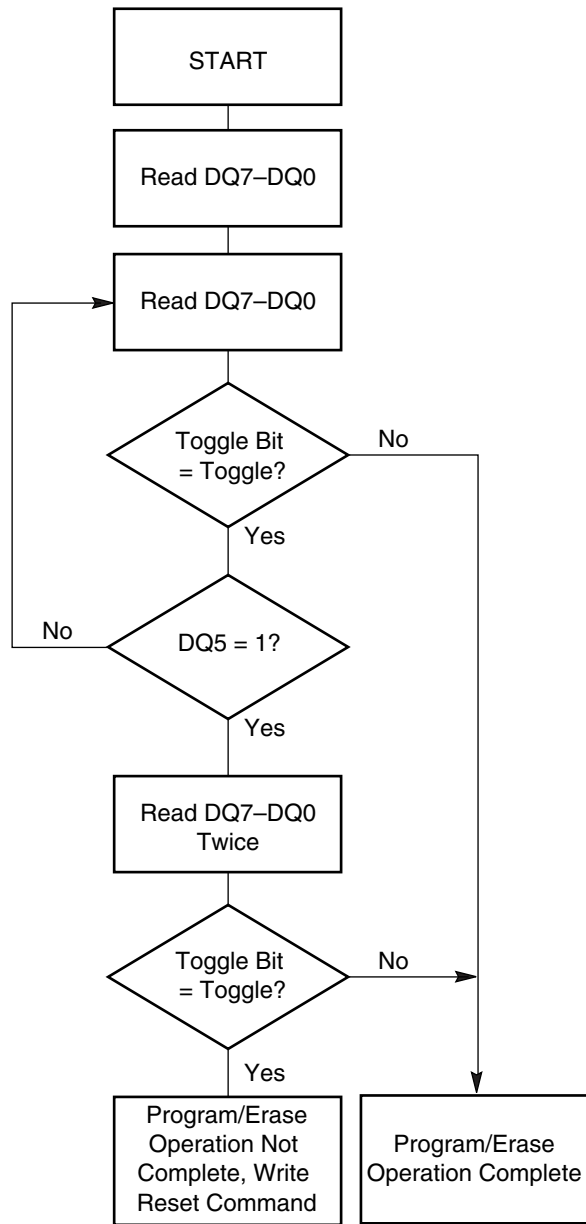 START
Read DQ7–DQ0
Read DQ7–DQ0
Toggle Bit
= Toggle?
No
Yes
No
DQ5 = 1?
Yes
Read DQ7–DQ0
Twice
Toggle Bit
= Toggle?
No
Yes
Program/Erase
Operation Not
Complete, Write
Reset Command
Program/Erase
Operation Complete